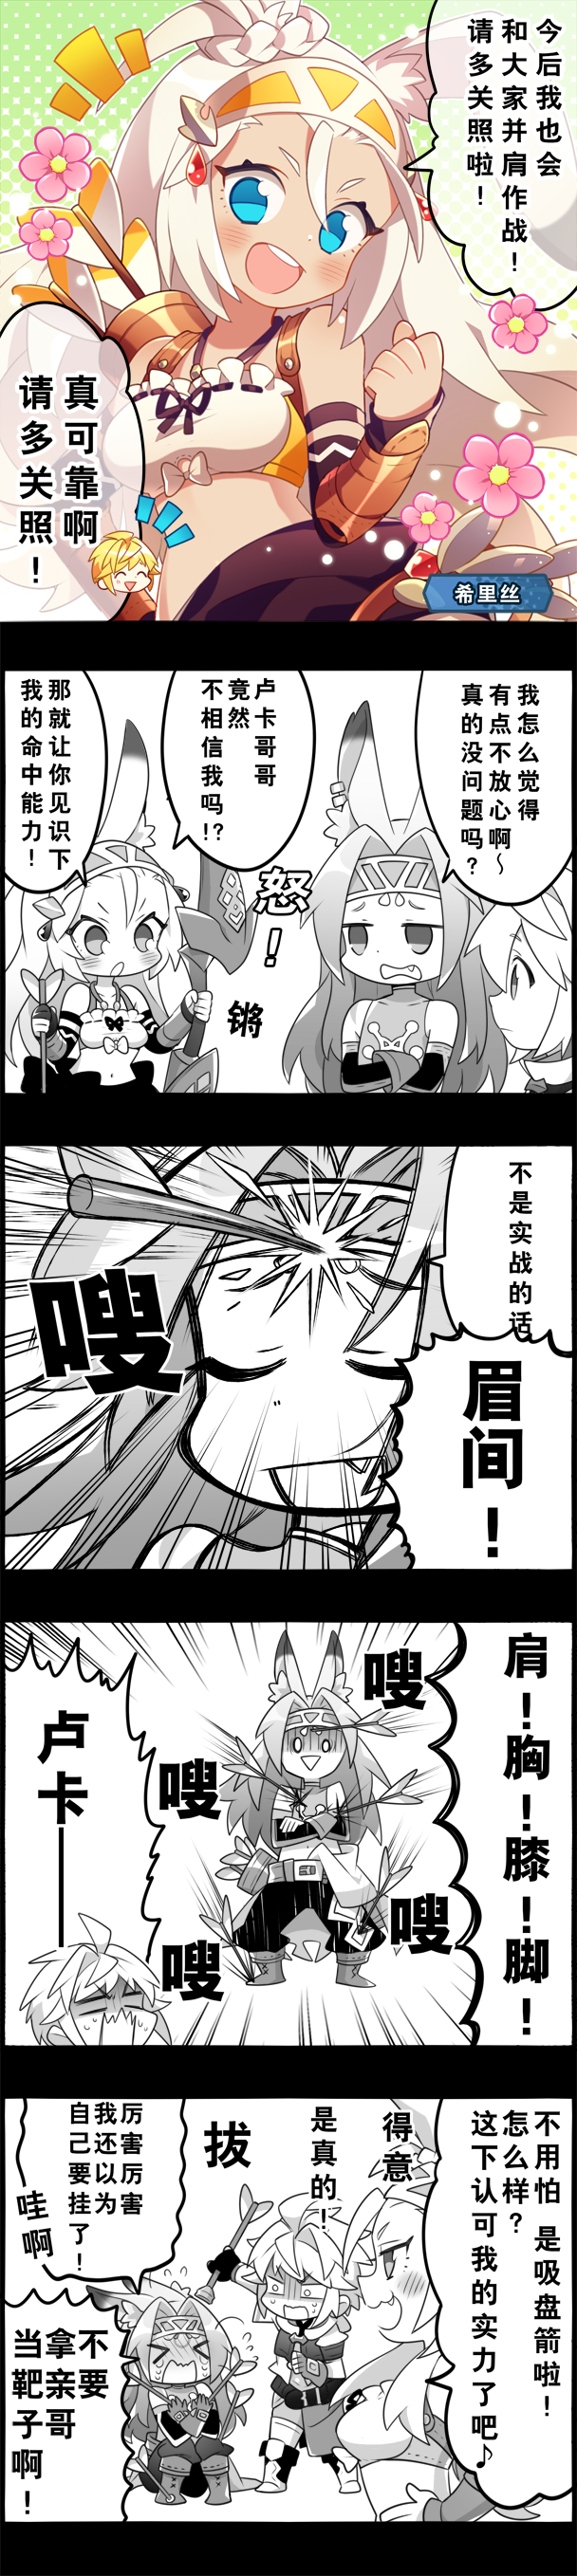 今后我也会
和大家并肩作战！
请多关照啦！
真可靠啊
请多关照！
希里丝
我怎么觉得
有点不放心啊～
真的没问题吗？
卢卡哥哥
竟然
不相信我吗!?
怒！
那就让你见识下
我的命中能力！
锵
不是实战的话
眉间！
嗖
肩！胸！膝！脚！
嗖
嗖
嗖
嗖
卢卡——
不用怕 是吸盘箭啦！
怎么样？
这下认可我的实力了吧♪
得意
是真的！
拔
厉害厉害
我还以为
自己要挂了！
哇啊
不要
拿亲哥
当靶子啊！